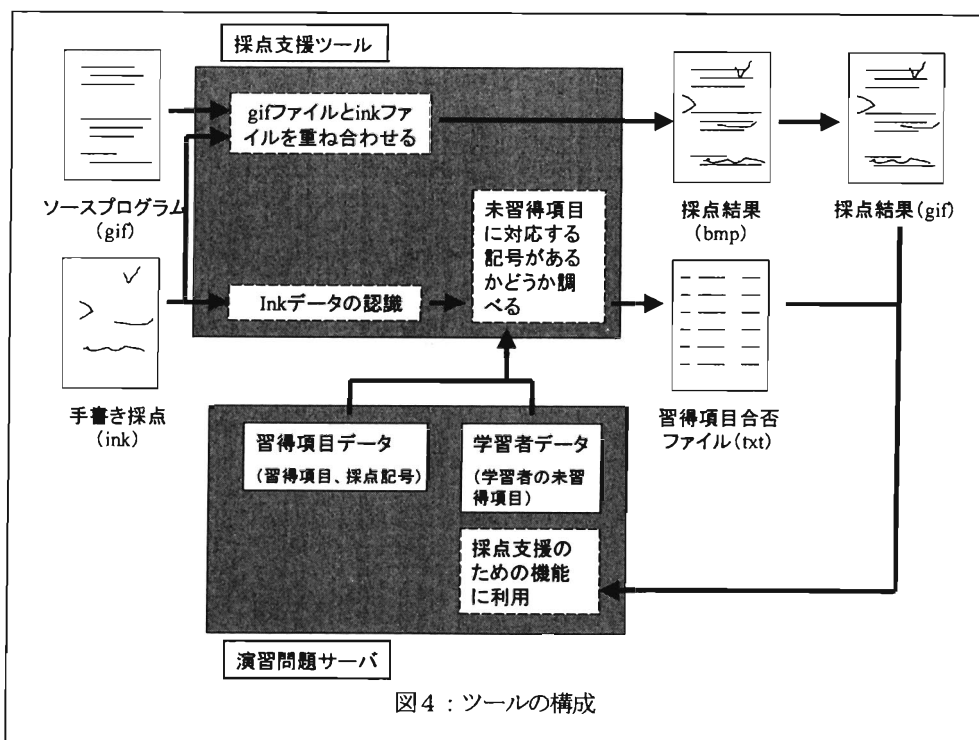 採点支援ツール
gifファイルとinkファ
イルを重ね合わせる
ソースプログラム
(gif)
採点結果
(bmp)
採点結果(gif)
未習得項目
に対応する
記号がある
かどうか調
べる
Inkデータの認識
手書き採点
(ink)
習得項目合否
ファイル(txt)
習得項目データ
(習得項目、採点記号)
学習者データ
(学習者の未習
得項目)
採点支援の
ための機能
に利用
演習問題サーバ
図4:ツールの構成